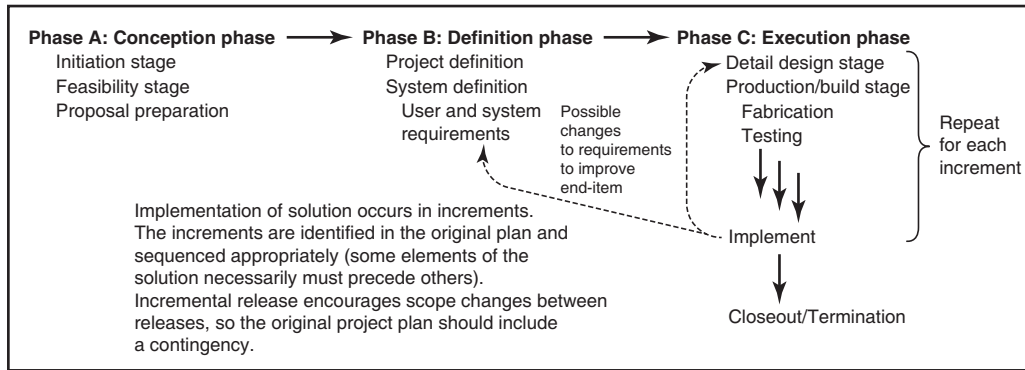 Phase A: Conception phase
Initiation stage
Feasibility stage
Proposal preparation
Phase B: Definition phase
Project definition
System definition
User and system
requirements
Possible
changes
to requirements
to improve
end-item
Phase C: Execution phase
Detail design stage
Production/build stage
Fabrication
Testing
Implement
Closeout/Termination
Repeat
for each
increment
Implementation of solution occurs in increments.
The increments are identified in the original plan and
sequenced appropriately (some elements of the
solution necessarily must precede others).
Incremental release encourages scope changes between
releases, so the original project plan should include
a contingency.